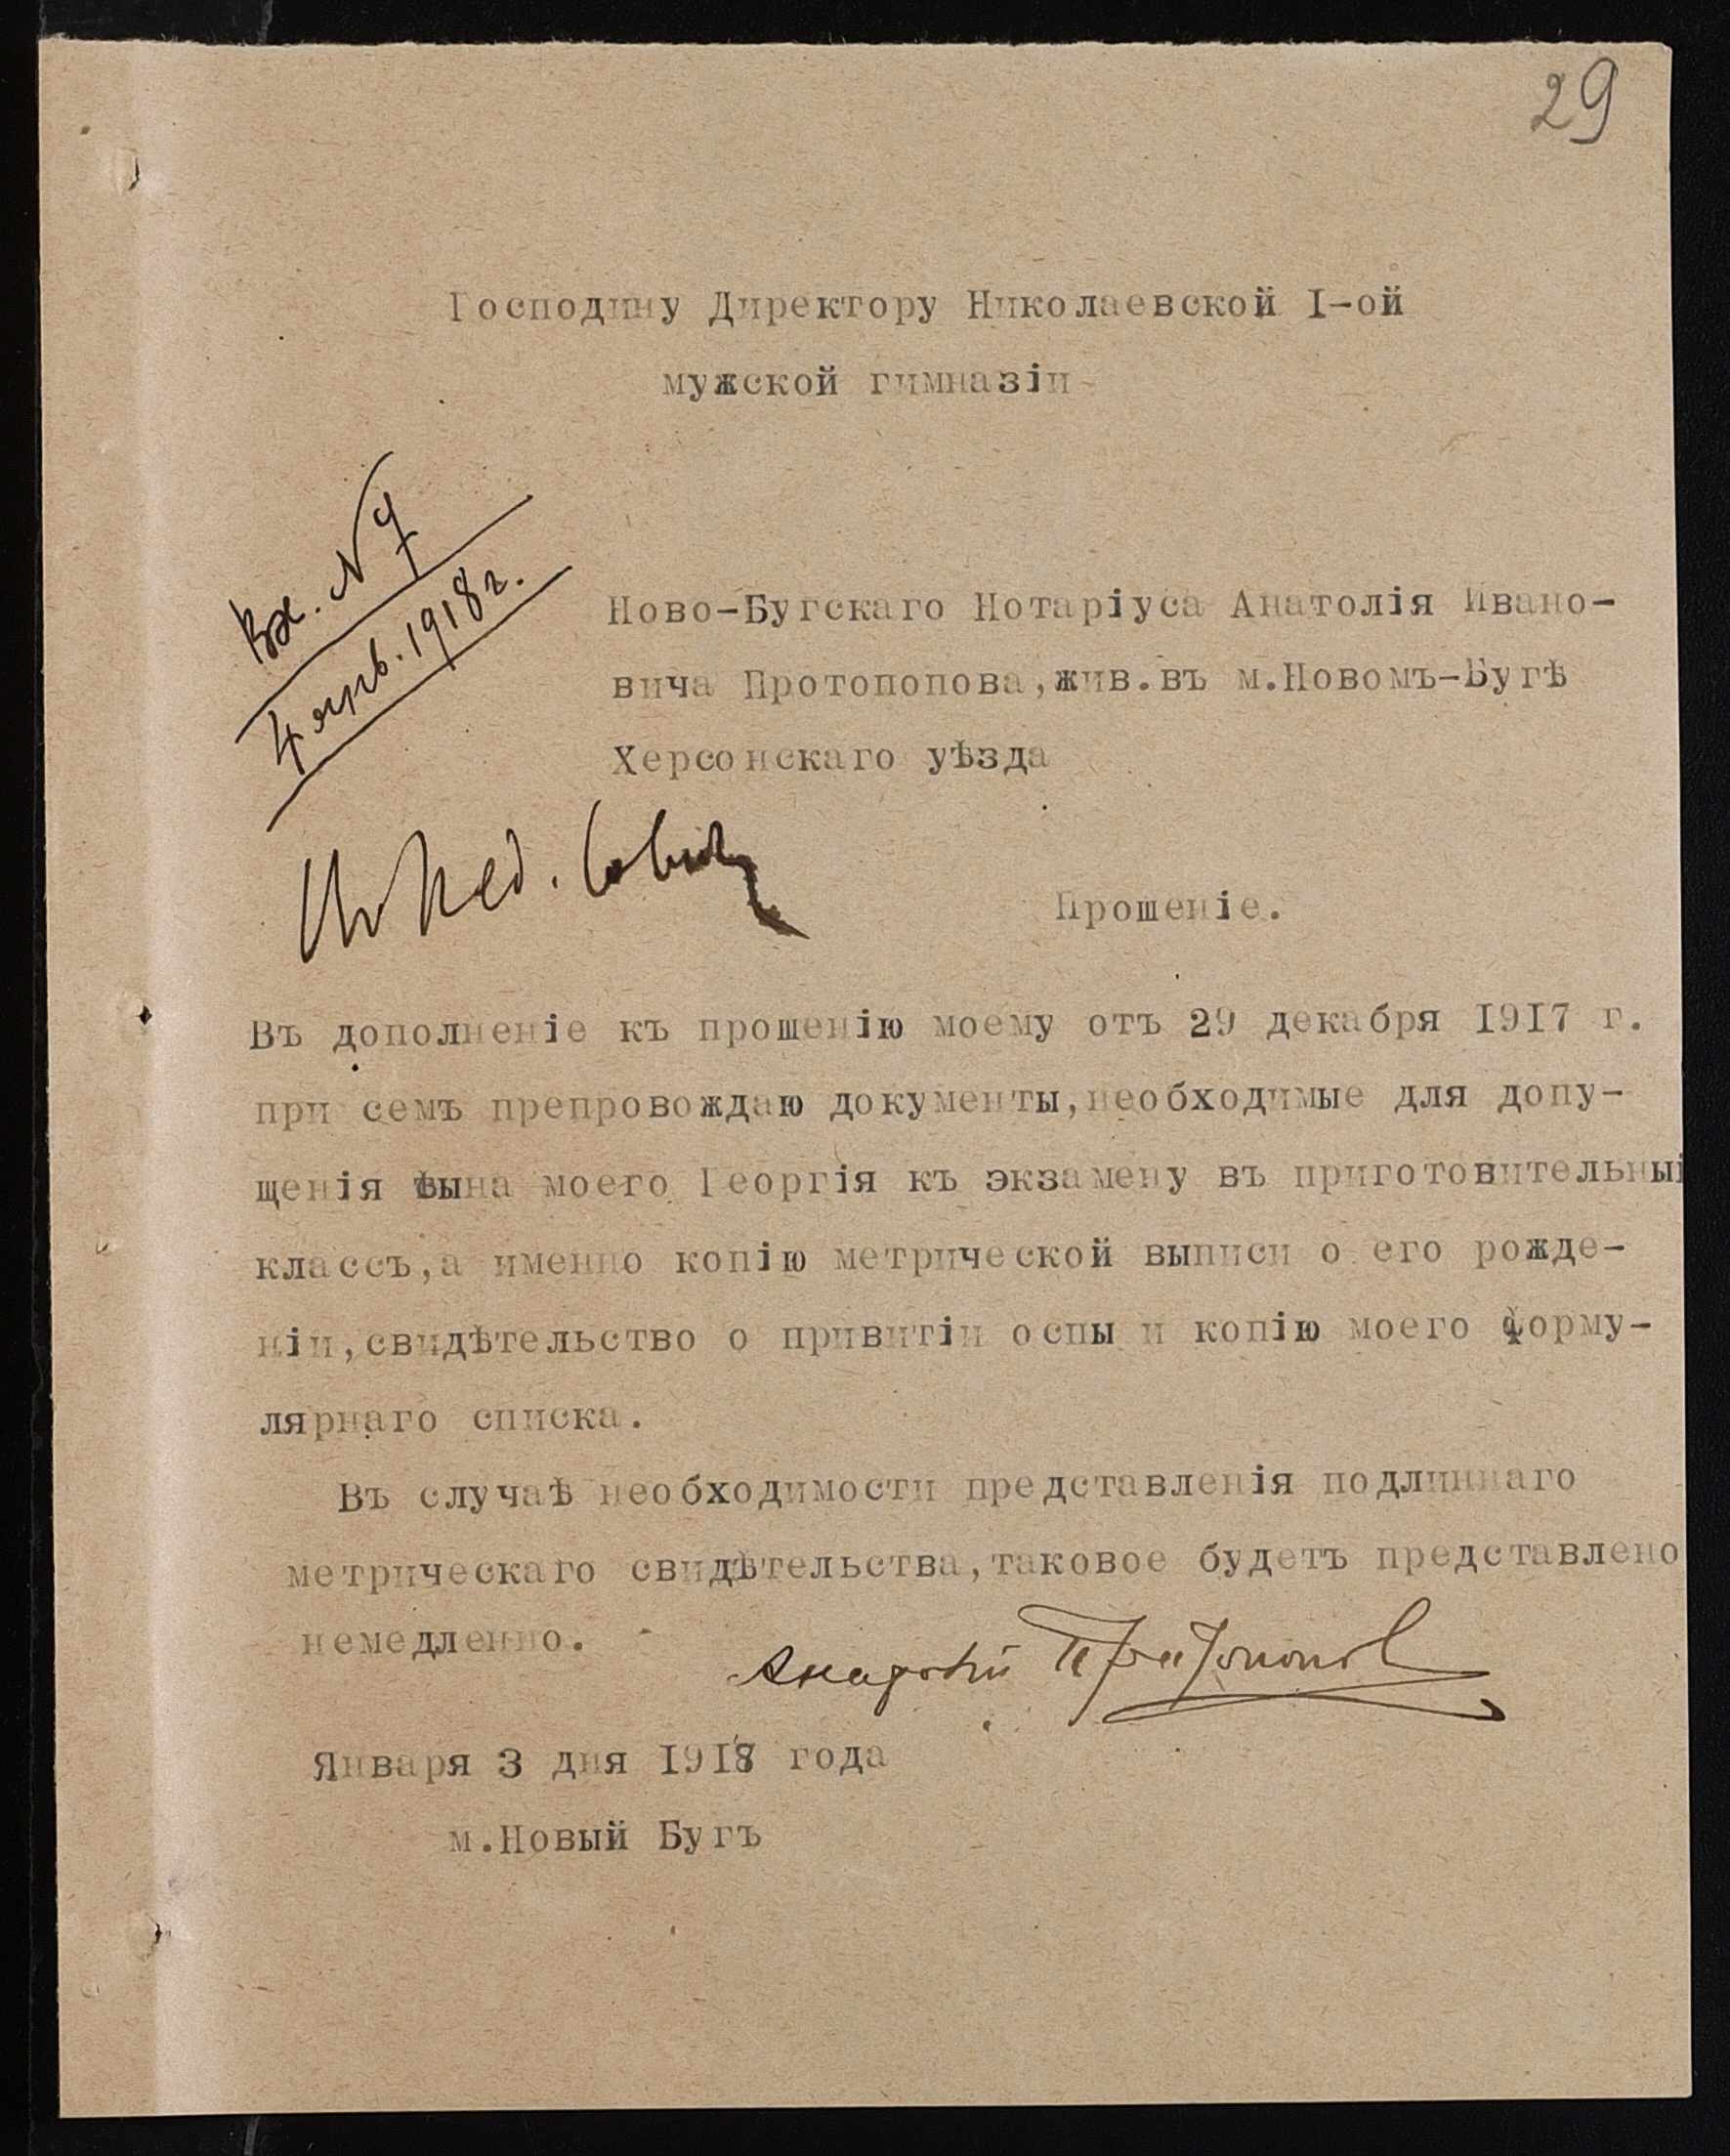 29
Господину Директору Николаевской I-ой
мужской гимназіи
Вх. № 7
4 янв. 1918 г.
Ново-Бугскаго Нотаріуса Анатолія Ивано-
вича Протопопова,жив.въ м.Новомъ-Бугѣ
Херсонскаго уѣзда
Пед.
Прошеніе.
Въ дополненіе къ прошенію моему отъ 29 декабря I9I7 г.
при семъ препровождаю документы,необходимые для допу-
щенія сына моего Георгія къ экзамену въ приготовительный
классъ,а именно копію метрической выписи о его рожде-
ніи,свидѣтельство о привитіи оспы и копію моего форму-
лярнаго списка.
Въ случаѣ необходимости представленія подлиннаго
метрическаго свидѣтельства,таковое будетъ представлено
немедленно.
Анатолій Протопопов
Января 3 дня I9I8 года
м.Новый Бугъ